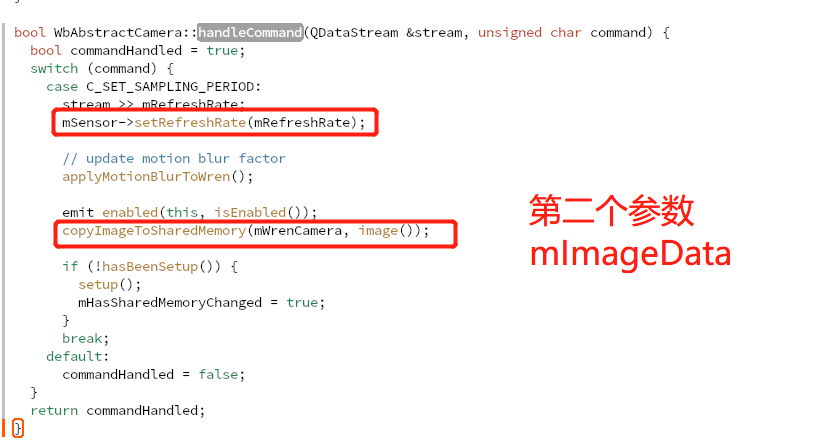 bool WbAbstractCamera::handleCommand(QDataStream &stream, unsigned char command) {
bool commandHandled = true;
switch (command) {
case C_SET_SAMPLING_PERIOD:
stream >> mRefreshRate;
mSensor->setRefreshRate(mRefreshRate);
// update motion blur factor
applyMotionBlurToWren();
emit enabled(this, isEnabled());
copyImageToSharedMemory(mWrenCamera, image());
if (!hasBeenSetup()) {
setup();
mHasSharedMemoryChanged = true;
}
break;
default:
commandHandled = false;
}
return commandHandled;
}
第二个参数
mImageData